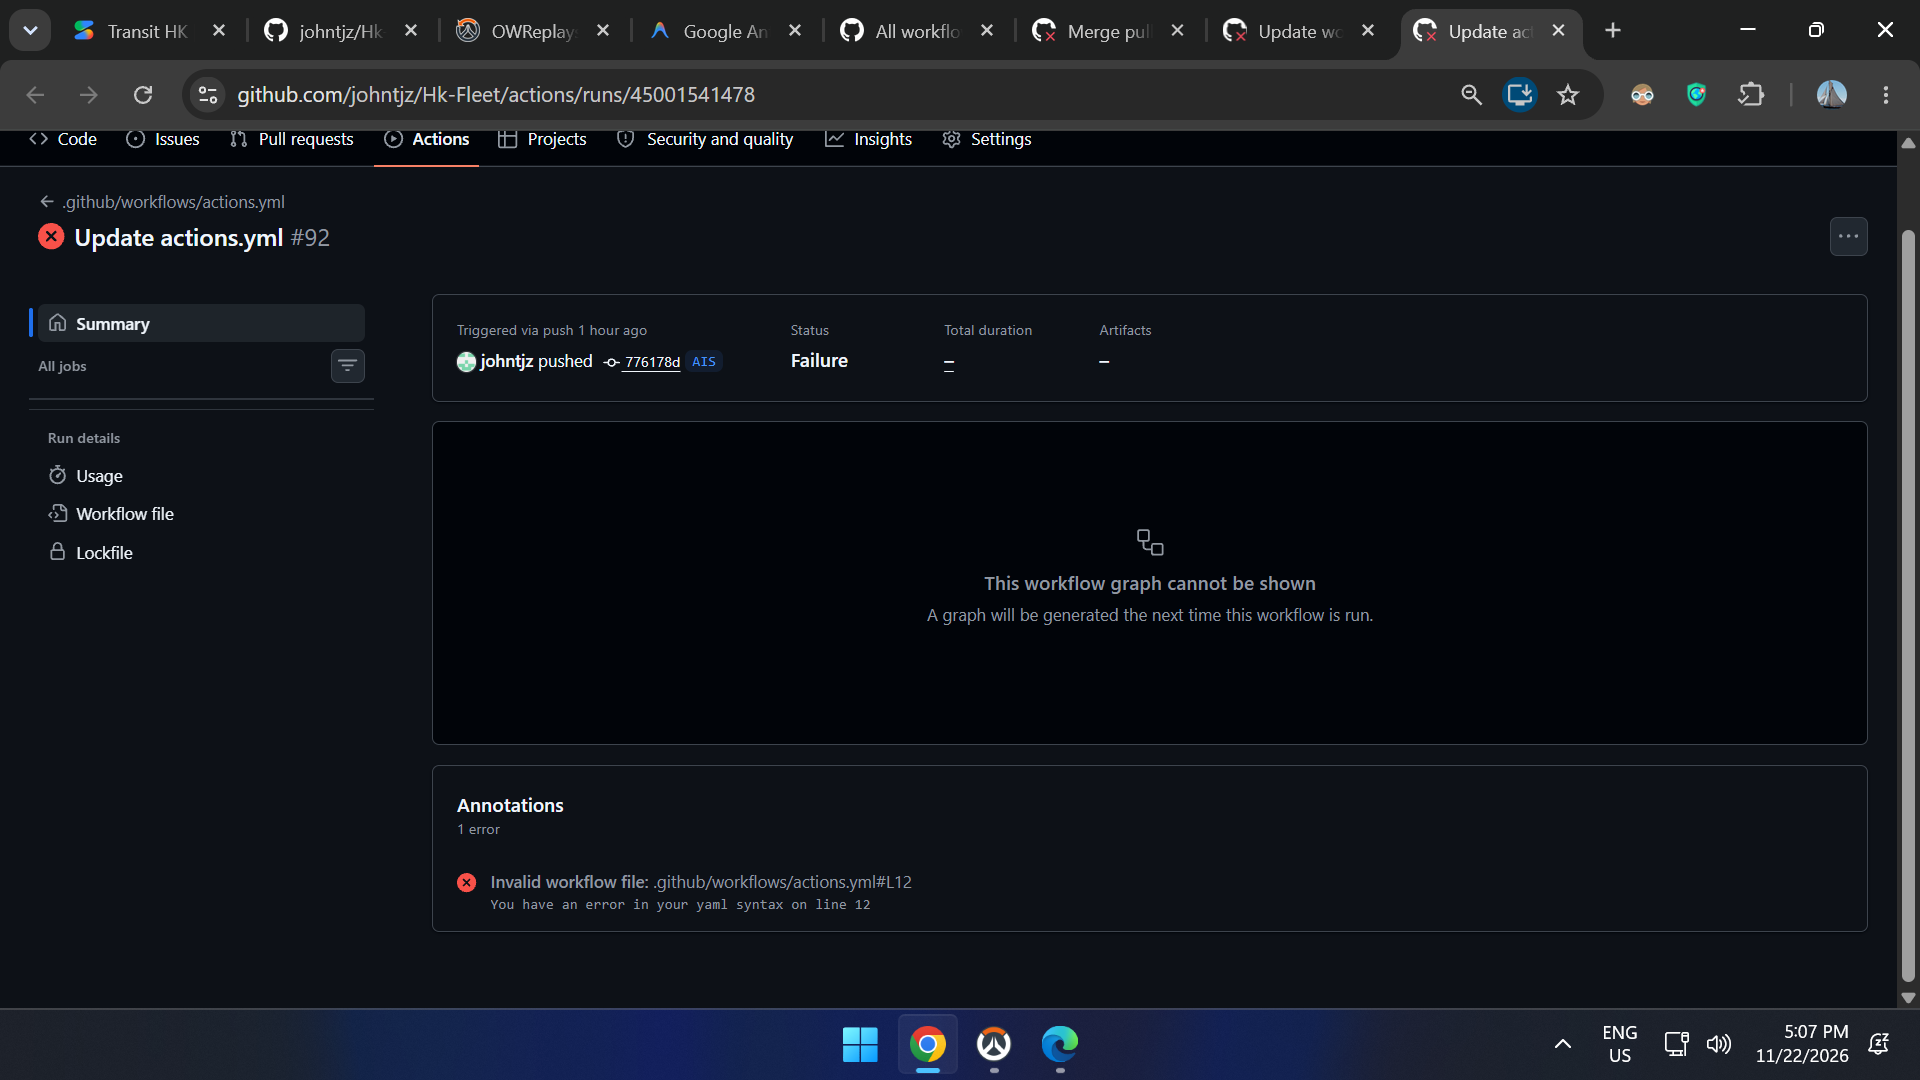 Transit HK
johntjz/Hk
OWReplays
Google An
All workflo
Merge pull
Update wo
Update act
github.com/johntjz/Hk-Fleet/actions/runs/45001541478
Code
Issues
Pull requests
Actions
Projects
Security and quality
Insights
Settings
.github/workflows/actions.yml
Update actions.yml #92
Summary
All jobs
Run details
Usage
Workflow file
Lockfile
Triggered via push 1 hour ago
johntjz pushed 776178d AIS
Status
Failure
Total duration
–
Artifacts
–
This workflow graph cannot be shown
A graph will be generated the next time this workflow is run.
Annotations
1 error
Invalid workflow file: .github/workflows/actions.yml#L12
You have an error in your yaml syntax on line 12
ENG
US
5:07 PM
11/22/2026